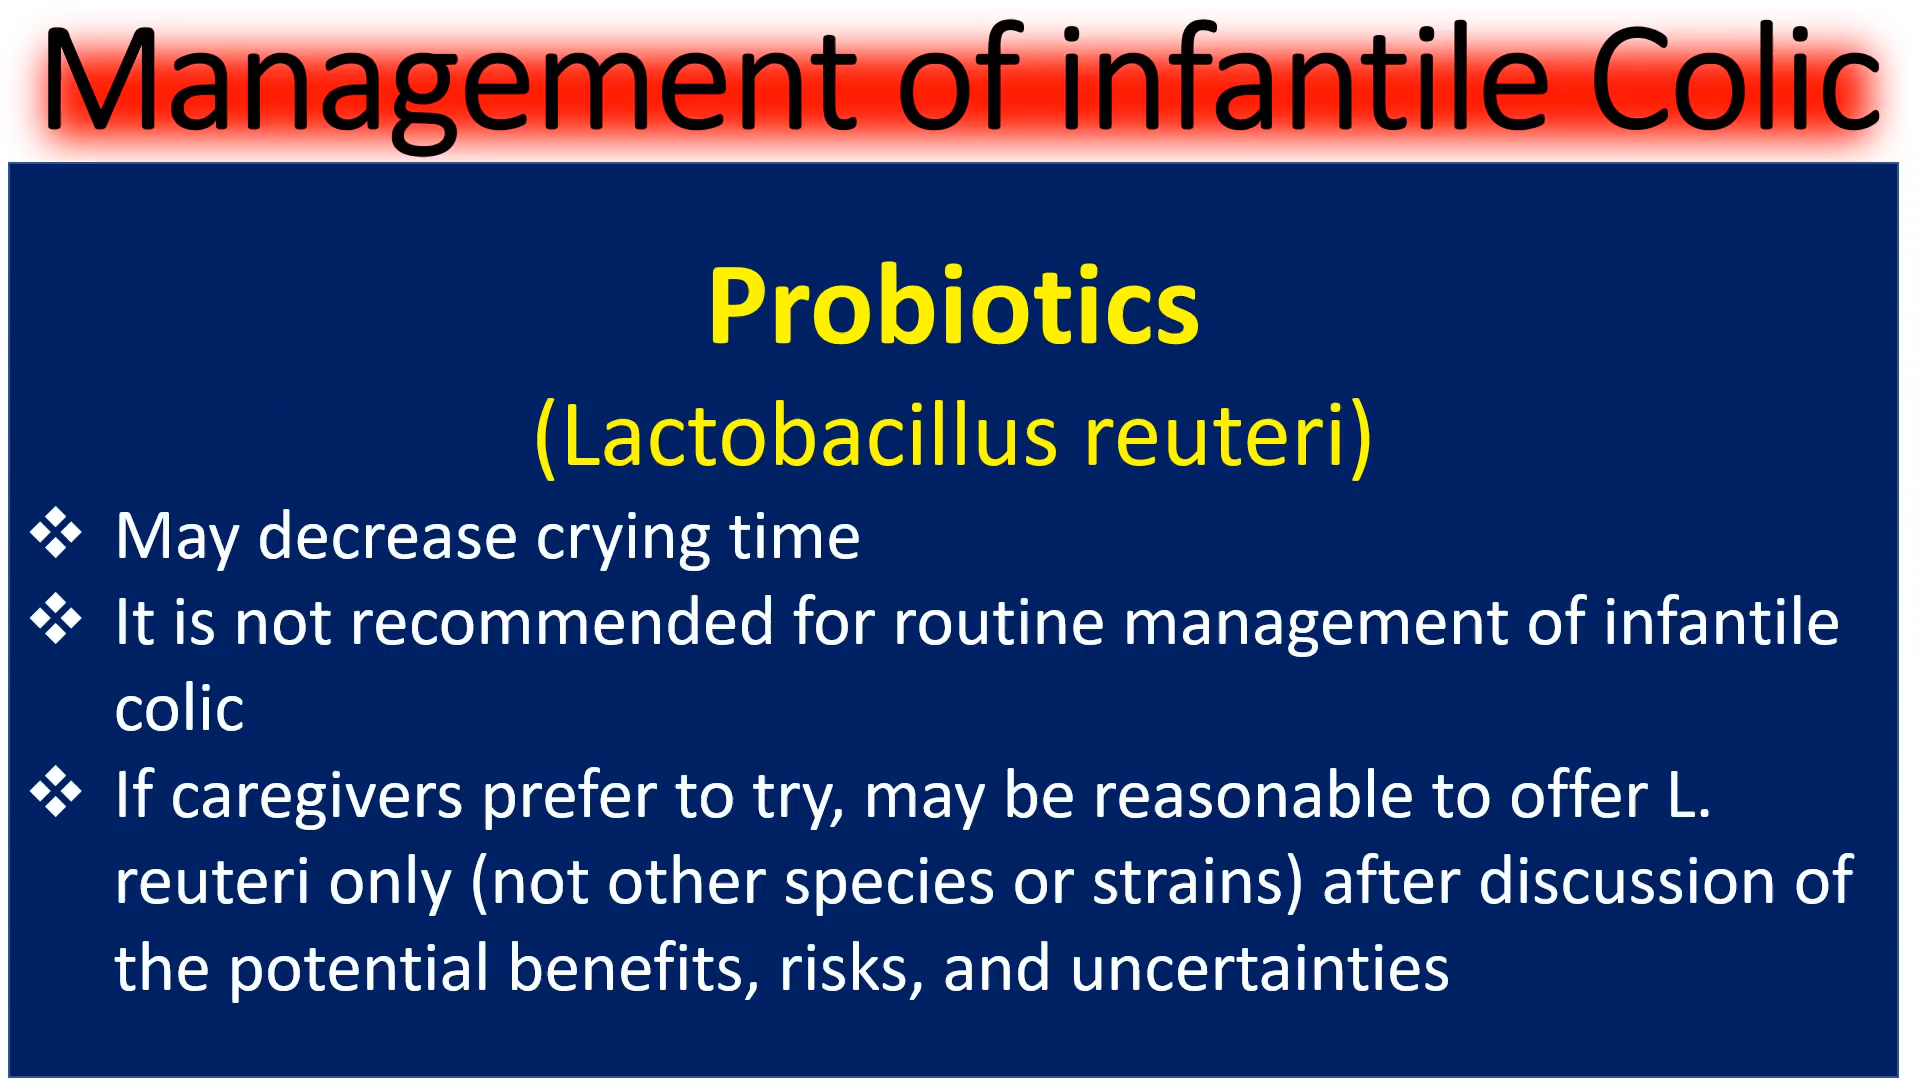 Management of infantile Colic
Probiotics
(Lactobacillus reuteri)
❖ May decrease crying time
❖ It is not recommended for routine management of infantile
colic
❖ If caregivers prefer to try, may be reasonable to offer L.
reuteri only (not other species or strains) after discussion of
the potential benefits, risks, and uncertainties